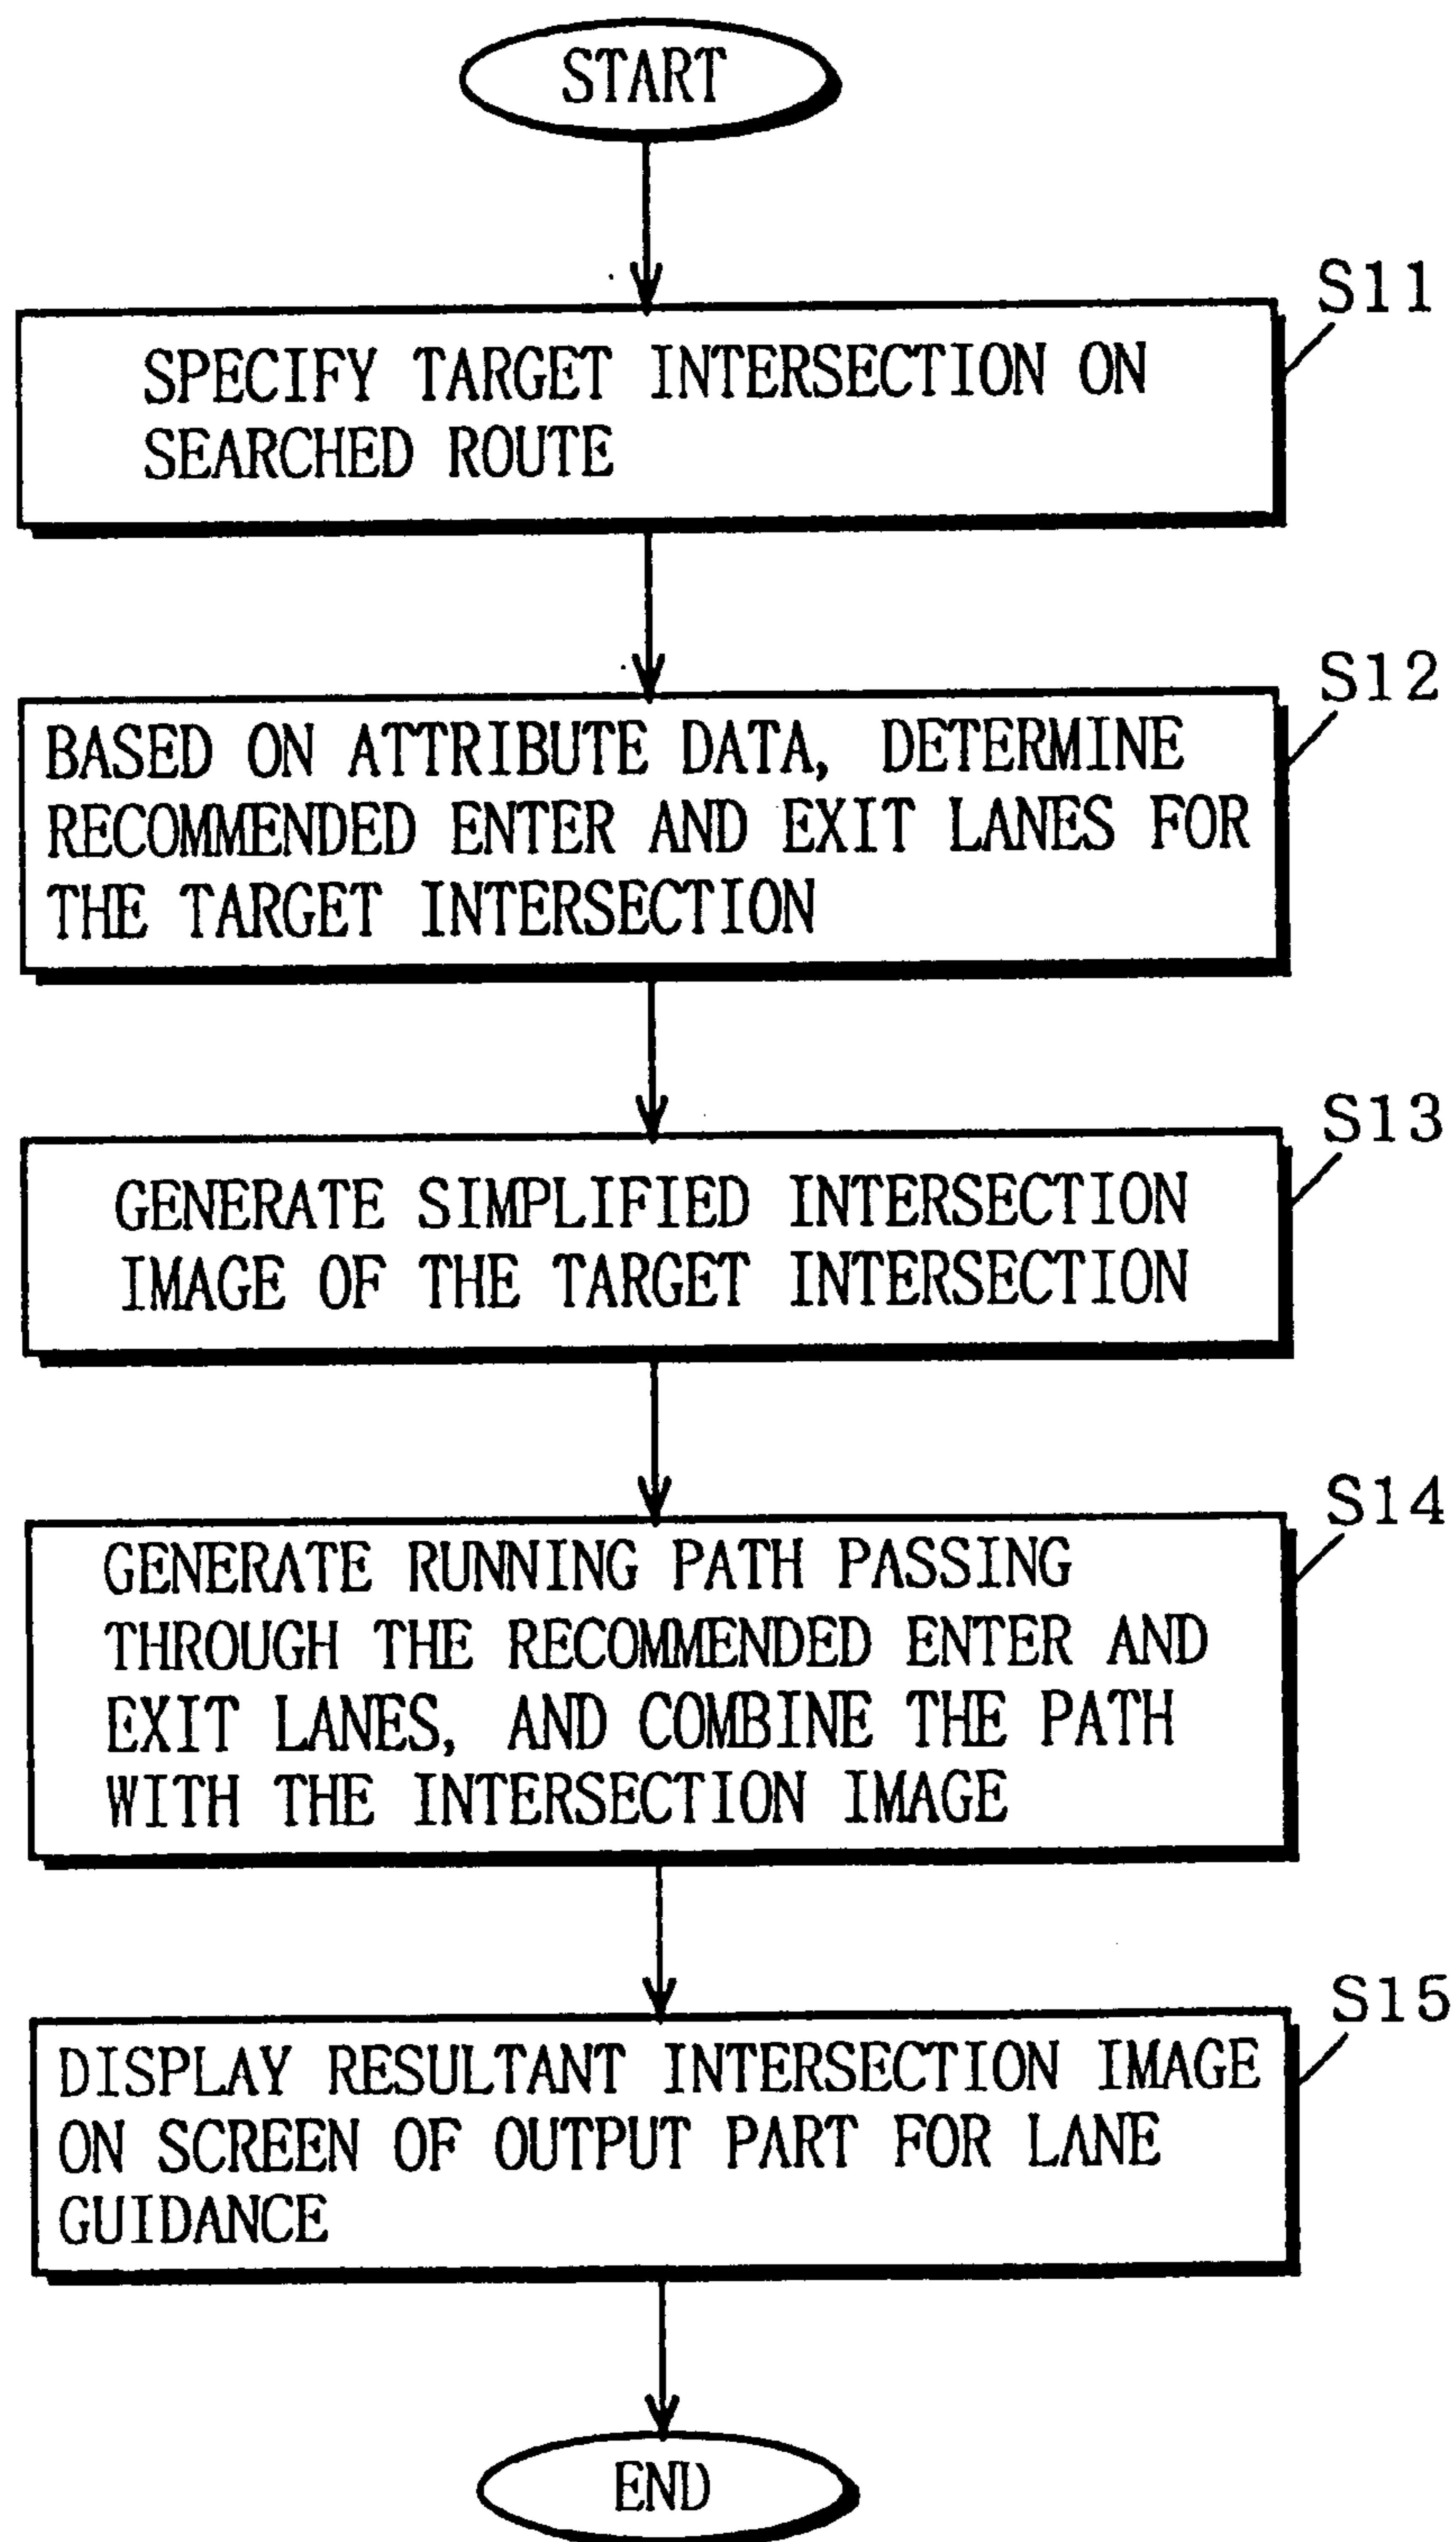 START
S11
SPECIFY TARGET INTERSECTION ON
SEARCHED ROUTE
S12
BASED ON ATTRIBUTE DATA, DETERMINE
RECOMMENDED ENTER AND EXIT LANES FOR
THE TARGET INTERSECTION
S13
GENERATE SIMPLIFIED INTERSECTION
IMAGE OF THE TARGET INTERSECTION
S14
GENERATE RUNNING PATH PASSING
THROUGH THE RECOMMENDED ENTER AND
EXIT LANES, AND COMBINE THE PATH
WITH THE INTERSECTION IMAGE
S15
DISPLAY RESULTANT INTERSECTION IMAGE
ON SCREEN OF OUTPUT PART FOR LANE
GUIDANCE
END